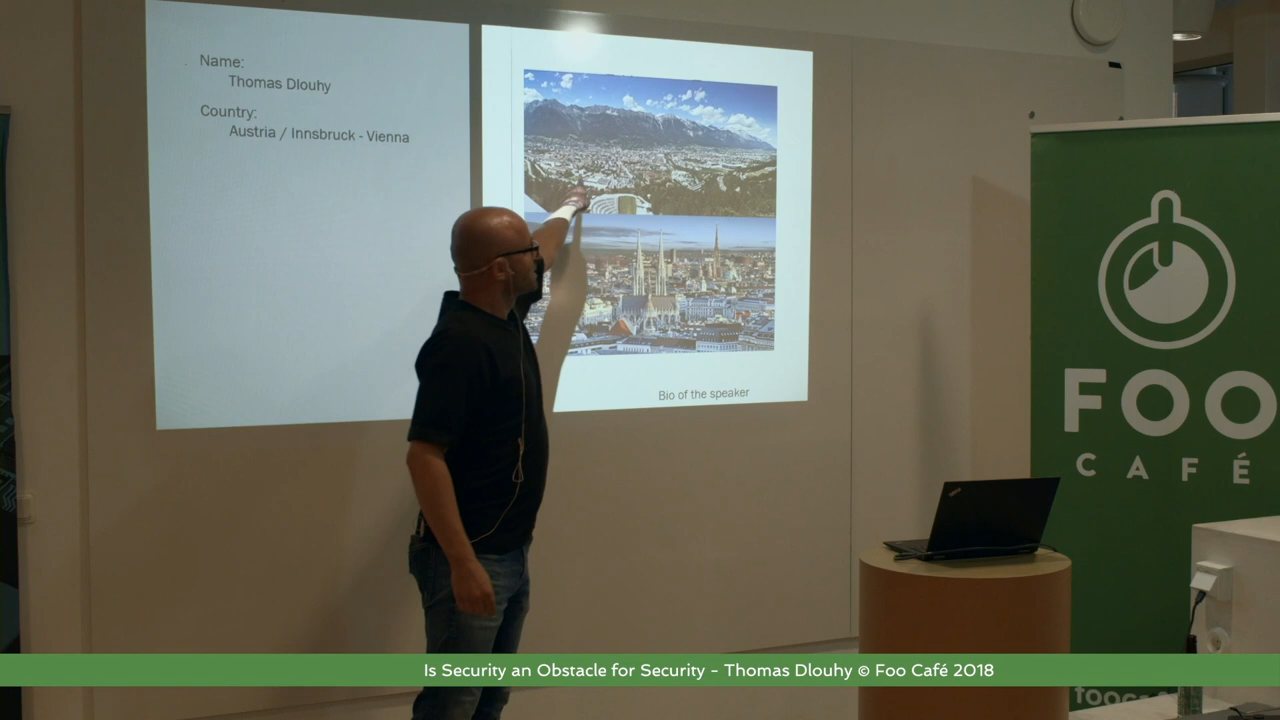 Name:
Thomas Dlouhy
Country:
Austria / Innsbruck - Vienna
Bio of the speaker
FOO
CAFÉ
Is Security an Obstacle for Security - Thomas Dlouhy © Foo Café 2018